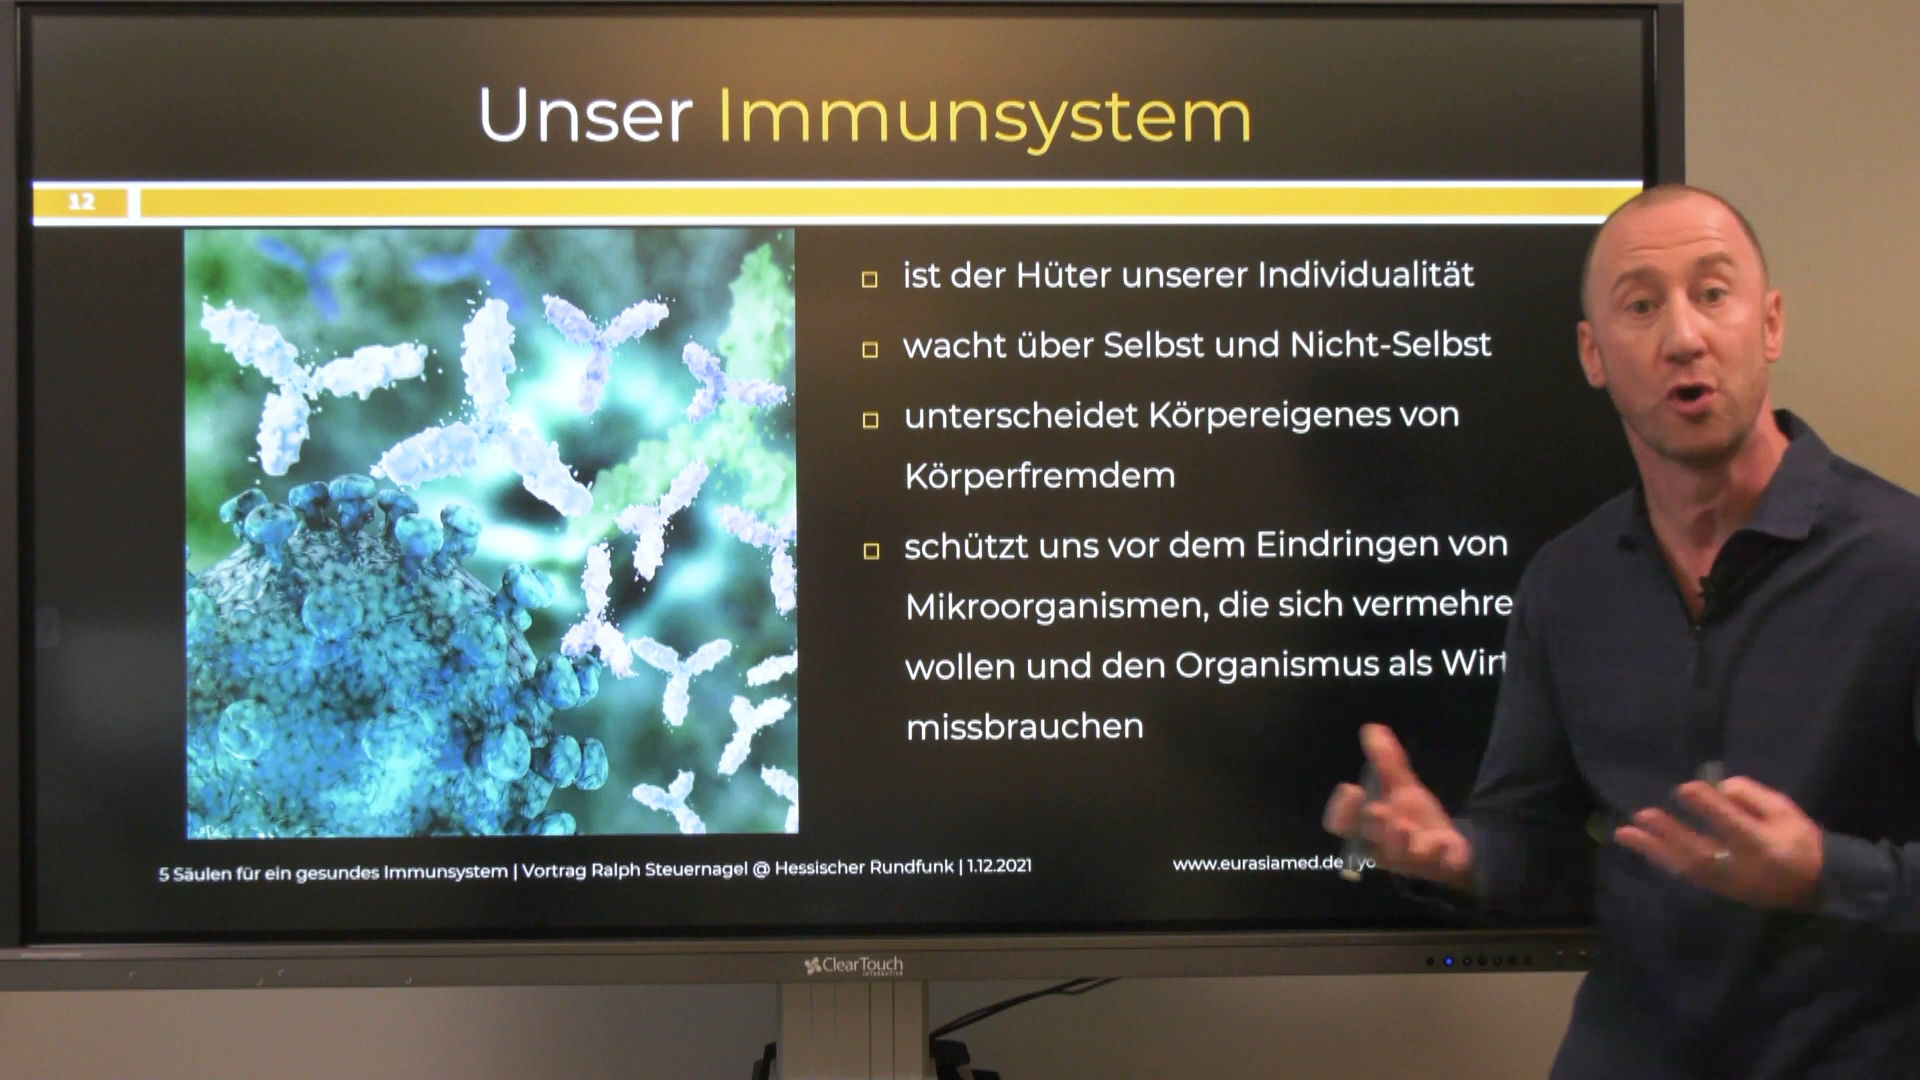 Unser Immunsystem
12
ist der Hüter unserer Individualität
wacht über Selbst und Nicht-Selbst
unterscheidet Körpereigenes von
Körperfremdem
schützt uns vor dem Eindringen von
Mikroorganismen, die sich vermehre
wollen und den Organismus als Wirt
missbrauchen
5 Säulen für ein gesundes Immunsystem | Vortrag Ralph Steuernagel @ Hessischer Rundfunk | 1.12.2021
www.eurasiamed.de | yo
ClearTouch
INTERACTIVE